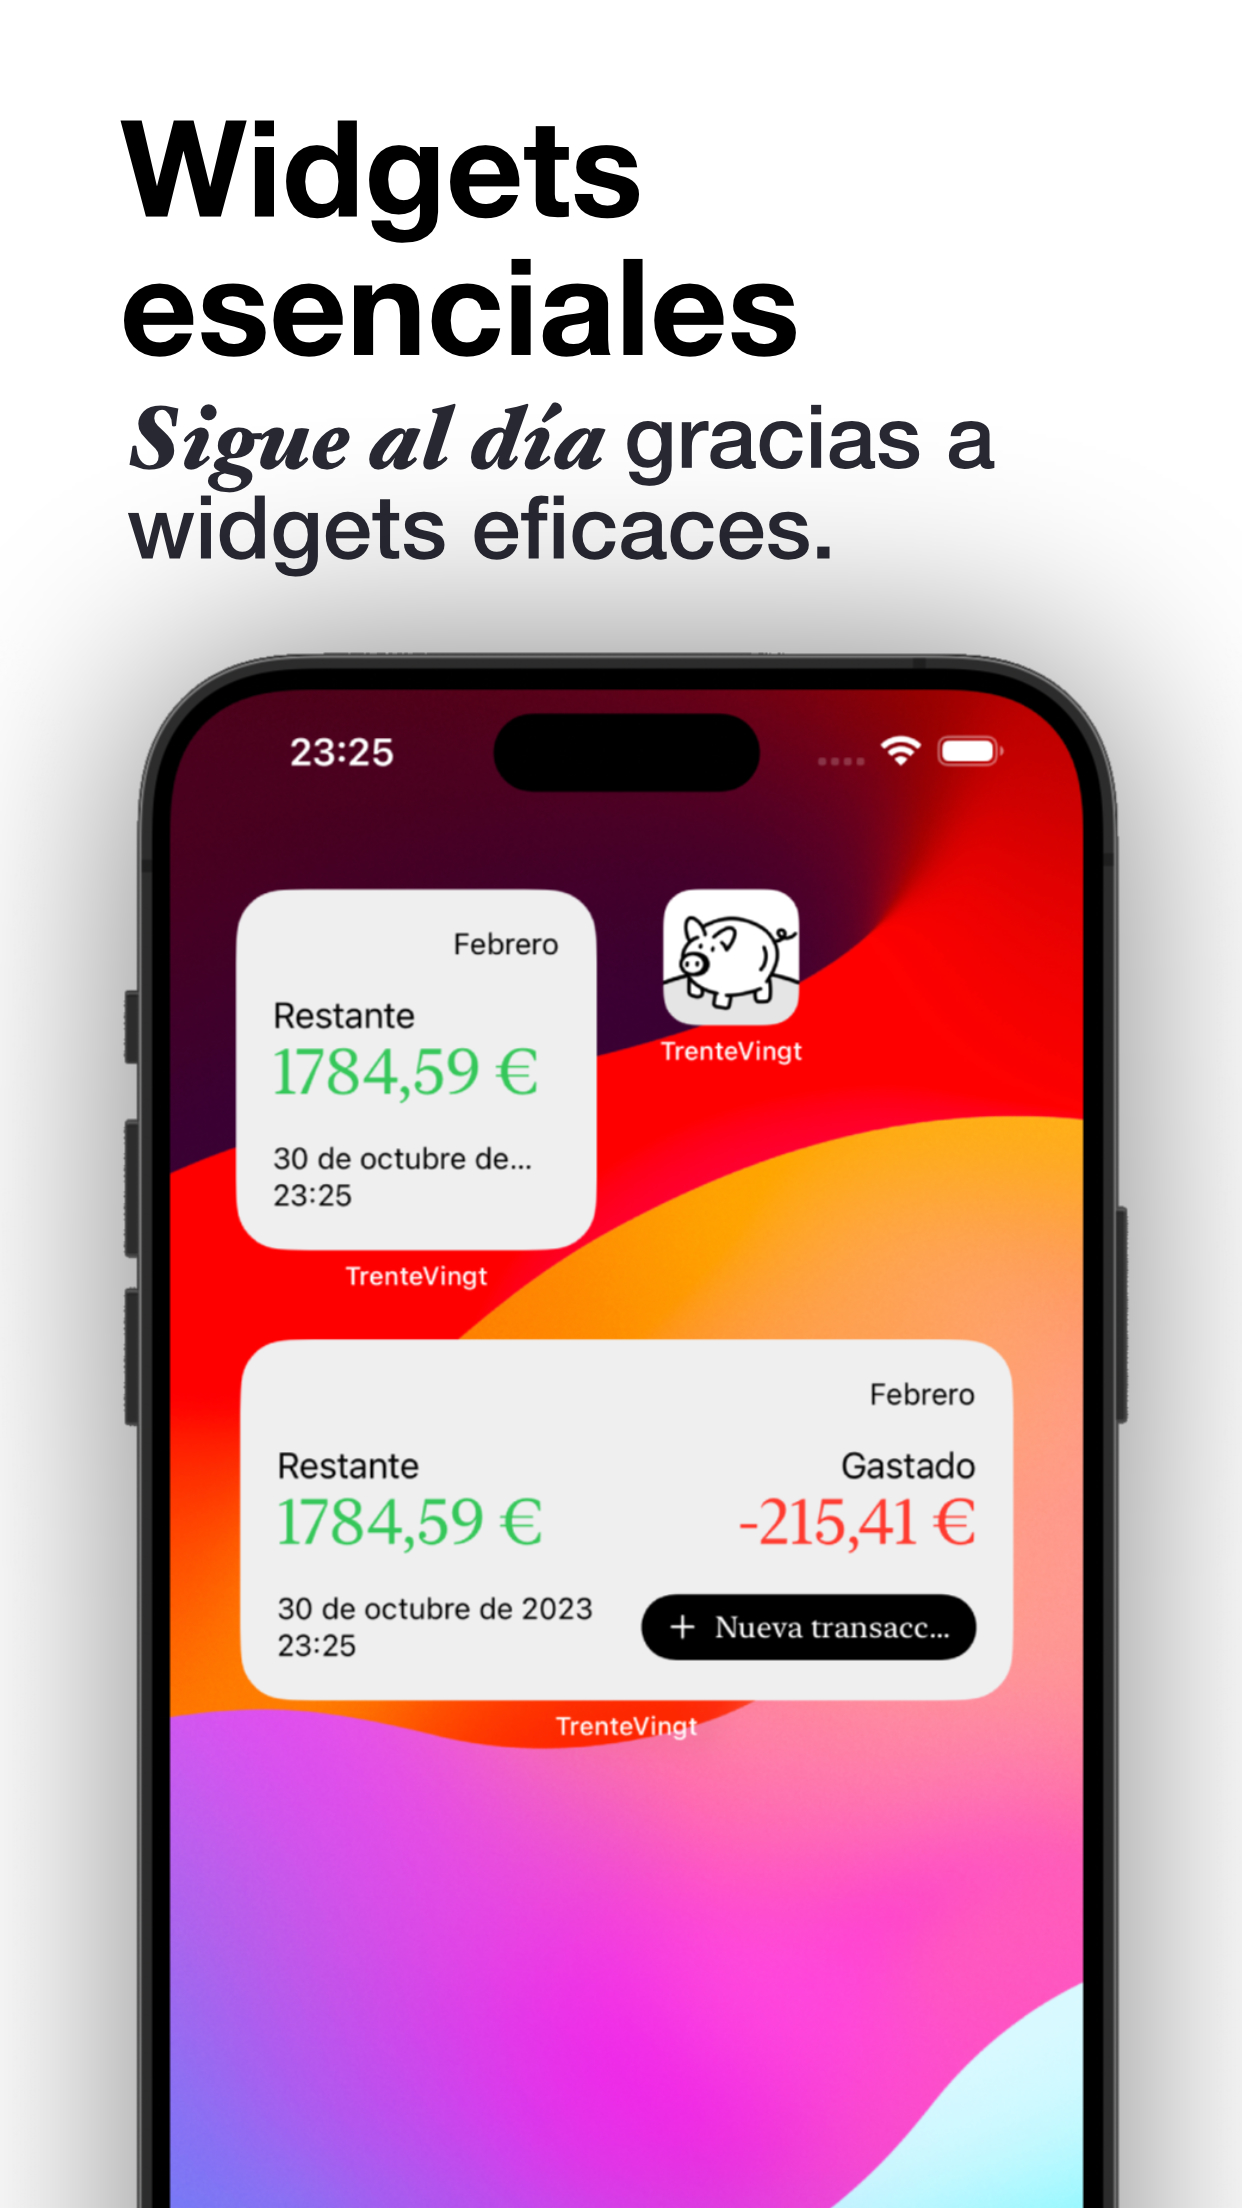 Widgets
esenciales
Sigue al día gracias a
widgets eficaces.
23:25
Febrero
Restante
1784,59 €
30 de octubre de...
23:25
TrenteVingt
TrenteVingt
Febrero
Restante
Gastado
1784,59 €
-215,41 €
30 de octubre de 2023
23:25
+ Nueva transacc...
TrenteVingt